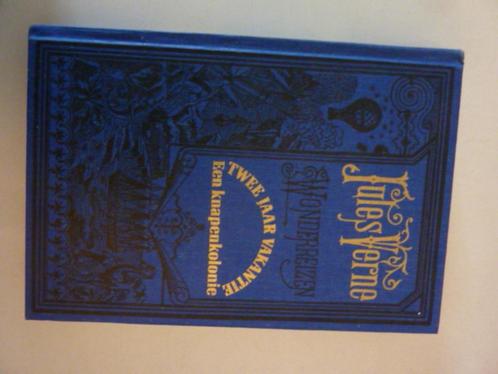 Jules Verne
WONDERREIZEN
TWEE JAAR VAKANTIE
Een knapenkolonie